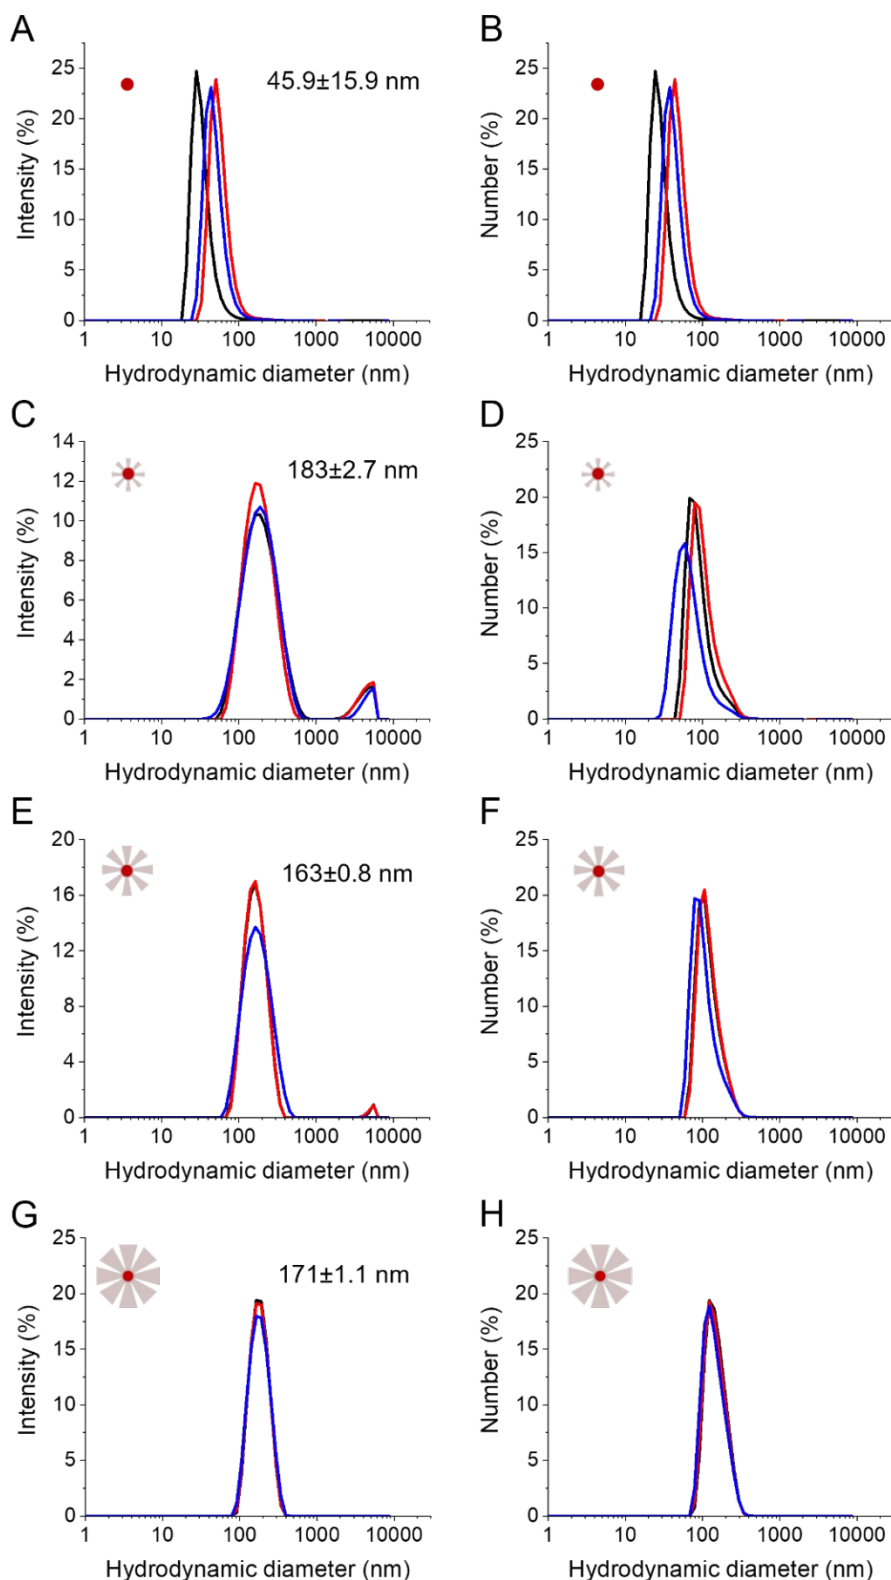 A
25
20
15
10
5
0
Intensity (%)
45.9±15.9 nm
1 10 100 1000 10000
Hydrodynamic diameter (nm)
B
25
20
15
10
5
0
Number (%)
1 10 100 1000 10000
Hydrodynamic diameter (nm)
C
14
12
10
8
6
4
2
0
Intensity (%)
183±2.7 nm
1 10 100 1000 10000
Hydrodynamic diameter (nm)
D
25
20
15
10
5
0
Number (%)
1 10 100 1000 10000
Hydrodynamic diameter (nm)
E
20
16
12
8
4
0
Intensity (%)
163±0.8 nm
1 10 100 1000 10000
Hydrodynamic diameter (nm)
F
25
20
15
10
5
0
Number (%)
1 10 100 1000 10000
Hydrodynamic diameter (nm)
G
25
20
15
10
5
0
Intensity (%)
171±1.1 nm
1 10 100 1000 10000
Hydrodynamic diameter (nm)
H
25
20
15
10
5
0
Number (%)
1 10 100 1000 10000
Hydrodynamic diameter (nm)